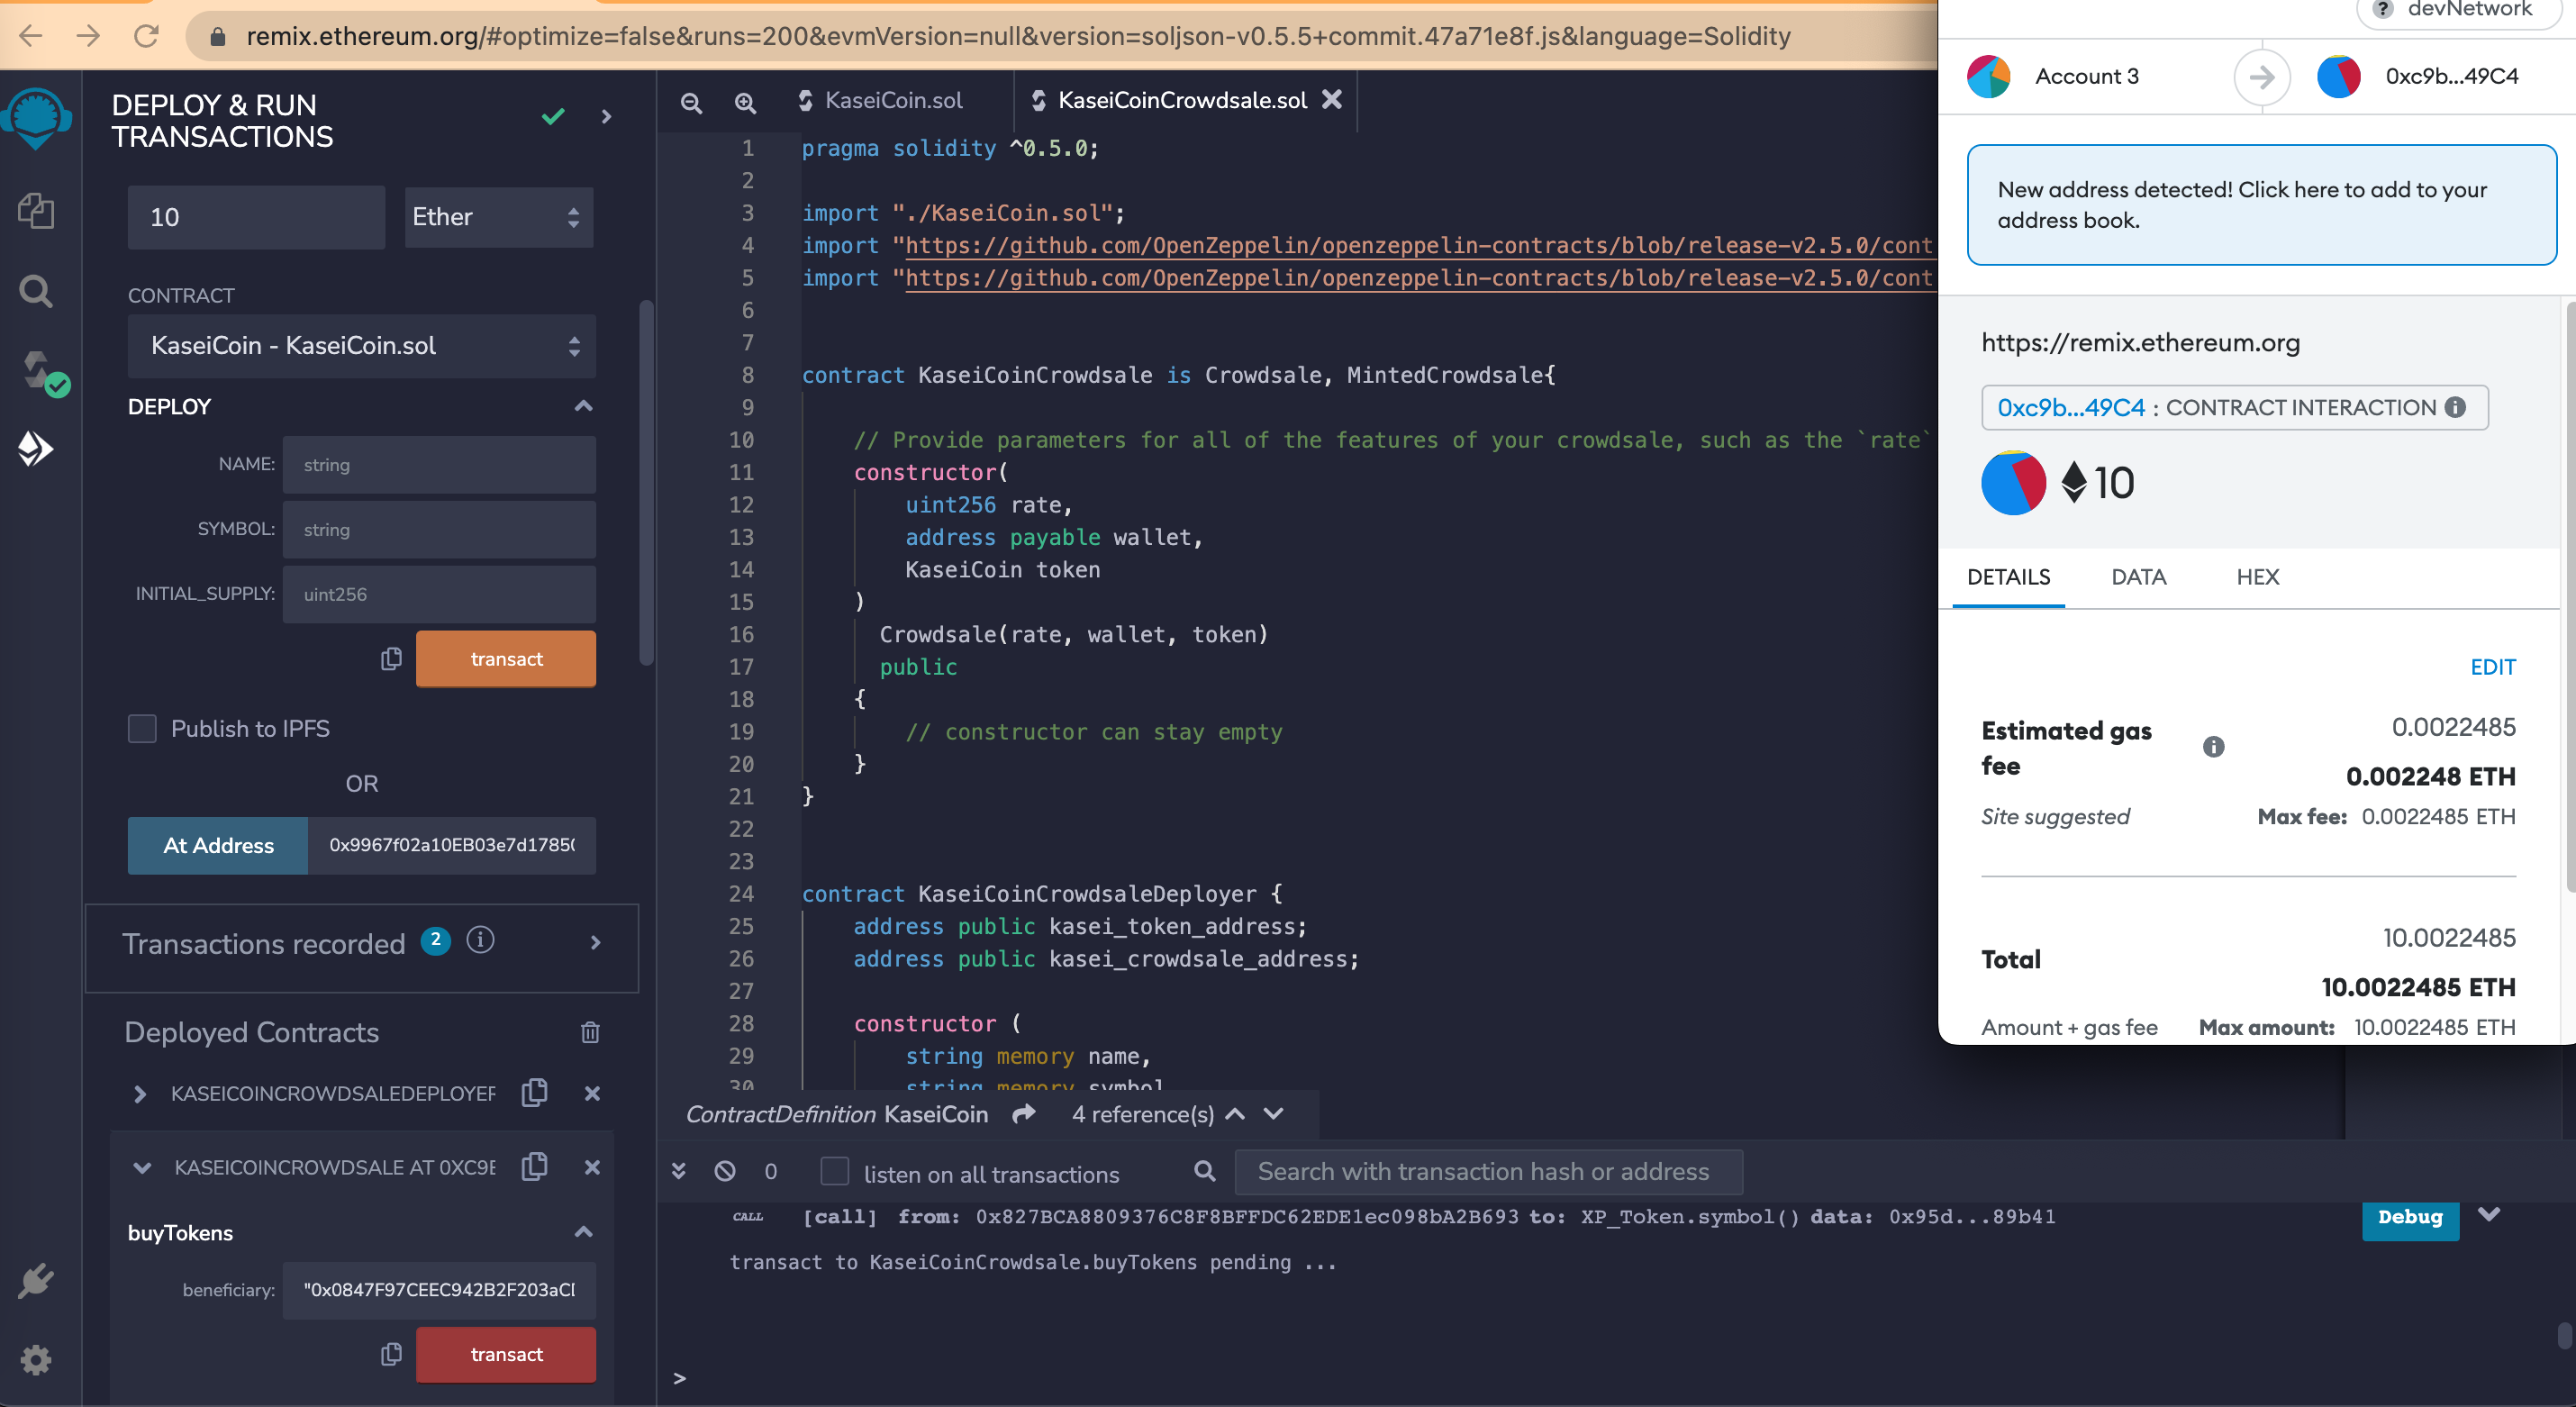 remix.ethereum.org/#optimize=false&runs=200&evmVersion=null&version=soljson-v0.5.5+commit.47a71e8f.js&language=Solidity
DEPLOY & RUN
TRANSACTIONS
10
Ether
CONTRACT
KaseiCoin - KaseiCoin.sol
DEPLOY
NAME:
string
SYMBOL:
string
INITIAL_SUPPLY:
uint256
transact
Publish to IPFS
OR
At Address
0x9967f02a10EB03e7d1785(
Transactions recorded 2 i
Deployed Contracts
KASEICOINCROWDSALEDEPLOYER
KASEICOINCROWDSALE AT 0XC9E
buyTokens
beneficiary:
"0x0847F97CEEC942B2F203aC
transact
KaseiCoin.sol
KaseiCoinCrowdsale.sol
1 pragma solidity ^0.5.0;
2
3 import "./KaseiCoin.sol";
4 import "https://github.com/OpenZeppelin/openzeppelin-contracts/blob/release-v2.5.0/cont
5 import "https://github.com/OpenZeppelin/openzeppelin-contracts/blob/release-v2.5.0/cont
6
7
8 contract KaseiCoinCrowdsale is Crowdsale, MintedCrowdsale{
9
10 // Provide parameters for all of the features of your crowdsale, such as the `rate`
11 constructor(
12 uint256 rate,
13 address payable wallet,
14 KaseiCoin token
15 )
16 Crowdsale(rate, wallet, token)
17 public
18 {
19 // constructor can stay empty
20 }
21 }
22
23
24 contract KaseiCoinCrowdsaleDeployer {
25 address public kasei_token_address;
26 address public kasei_crowdsale_address;
27
28 constructor (
29 string memory name,
30 string memory symbol
ContractDefinition KaseiCoin 4 reference(s)
0
listen on all transactions
Search with transaction hash or address
CALL [call] from: 0x827BCA8809376C8F8BFFDC62EDE1ec098bA2B693 to: XP_Token.symbol() data: 0x95d...89b41
Debug
transact to KaseiCoinCrowdsale.buyTokens pending ...
>
? devNetwork
Account 3
0xc9b...49C4
New address detected! Click here to add to your
address book.
https://remix.ethereum.org
0xc9b...49C4 : CONTRACT INTERACTION i
10
DETAILS
DATA
HEX
EDIT
Estimated gas
fee
i
0.0022485
0.002248 ETH
Site suggested
Max fee: 0.0022485 ETH
Total
10.0022485
10.0022485 ETH
Amount + gas fee
Max amount: 10.0022485 ETH